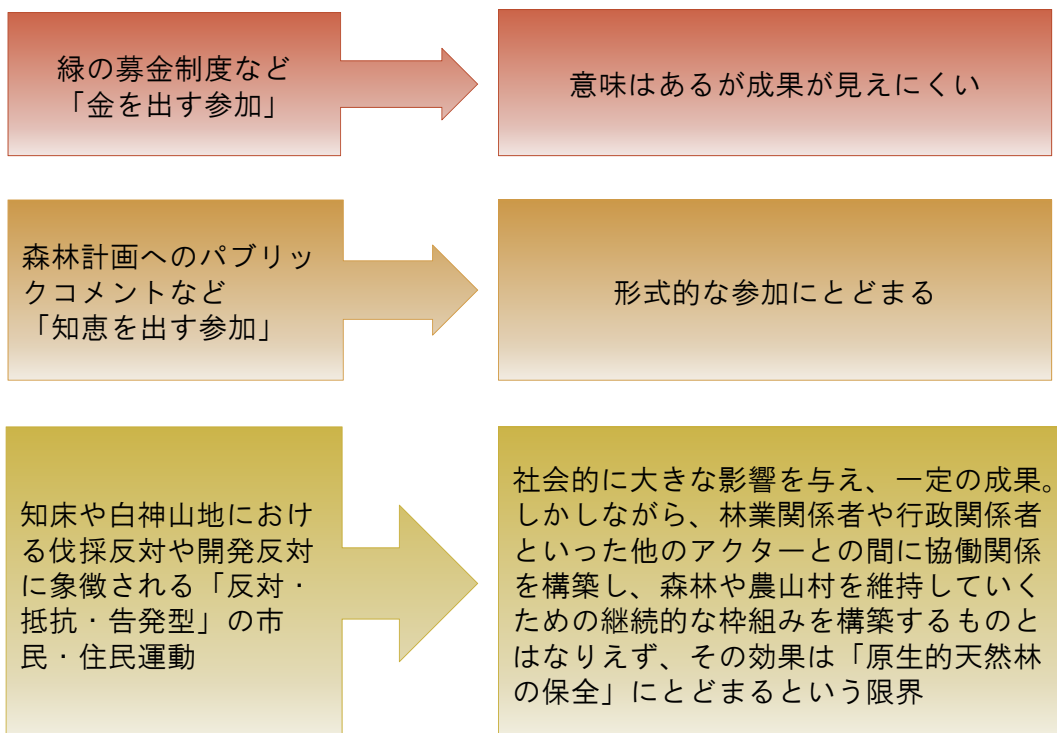 緑の募金制度など
「金を出す参加」
意味はあるが成果が見えにくい
森林計画へのパブリッ
クコメントなど
「知恵を出す参加」
形式的な参加にとどまる
知床や白神山地におけ
る伐採反対や開発反対
に象徴される「反対・
抵抗・告発型」の市
民・住民運動
社会的に大きな影響を与え、一定の成果。
しかしながら、林業関係者や行政関係者
といった他のアクターとの間に協働関係
を構築し、森林や農山村を維持していく
ための継続的な枠組みを構築するものと
はなりえず、その効果は「原生的天然林
の保全」にとどまるという限界